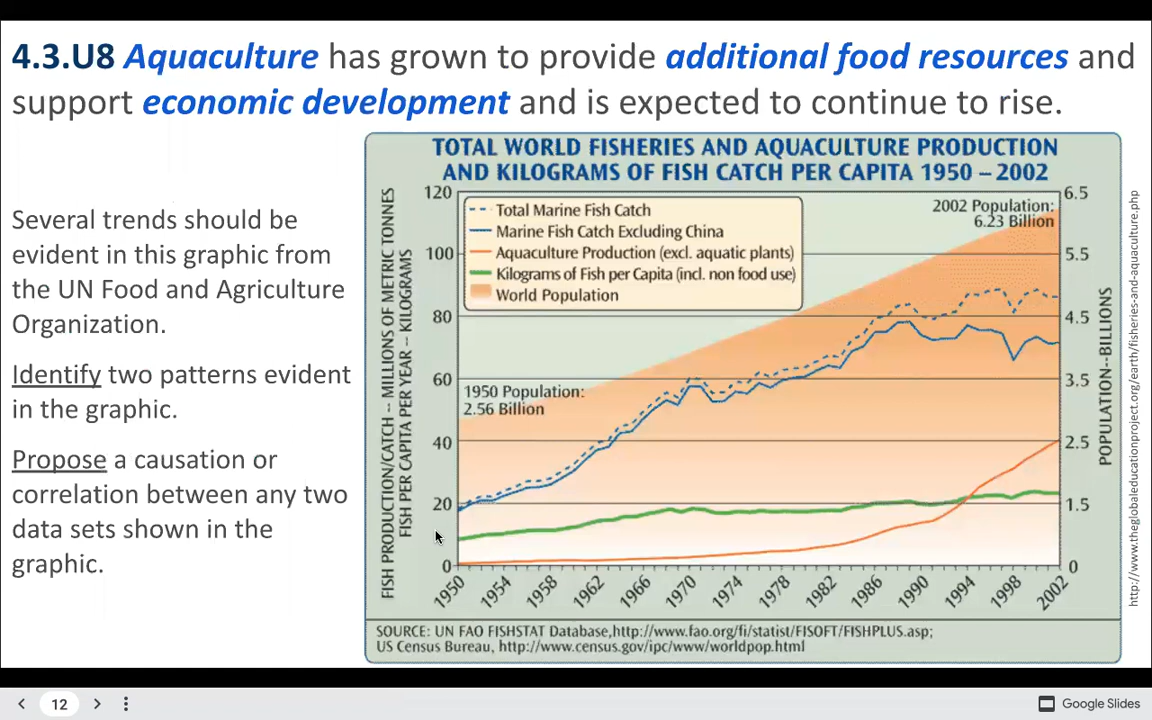 4.3.U8 Aquaculture has grown to provide additional food resources and
support economic development and is expected to continue to rise.
Several trends should be
evident in this graphic from
the UN Food and Agriculture
Organization.
Identify two patterns evident
in the graphic.
Propose a causation or
correlation between any two
data sets shown in the
graphic.
TOTAL WORLD FISHERIES AND AQUACULTURE PRODUCTION
AND KILOGRAMS OF FISH CATCH PER CAPITA 1950 – 2002
FISH PRODUCTION/CATCH -- MILLIONS OF METRIC TONNES
FISH PER CAPITA PER YEAR -- KILOGRAMS
120
100
80
60
40
20
0
Total Marine Fish Catch
Marine Fish Catch Excluding China
Aquaculture Production (excl. aquatic plants)
Kilograms of Fish per Capita (incl. non food use)
World Population
2002 Population:
6.23 Billion
1950 Population:
2.56 Billion
6.5
5.5
4.5
3.5
2.5
1.5
0
POPULATION--BILLIONS
1950
1954
1958
1962
1966
1970
1974
1978
1982
1986
1990
1994
1998
2002
SOURCE: UN FAO FISHSTAT Database,http://www.fao.org/fi/statist/FISOFT/FISHPLUS.asp;
US Census Bureau, http://www.census.gov/ipc/www/worldpop.html
http://www.theglobaleducationproject.org/earth/fisheries-and-aquaculture.php
12
Google Slides